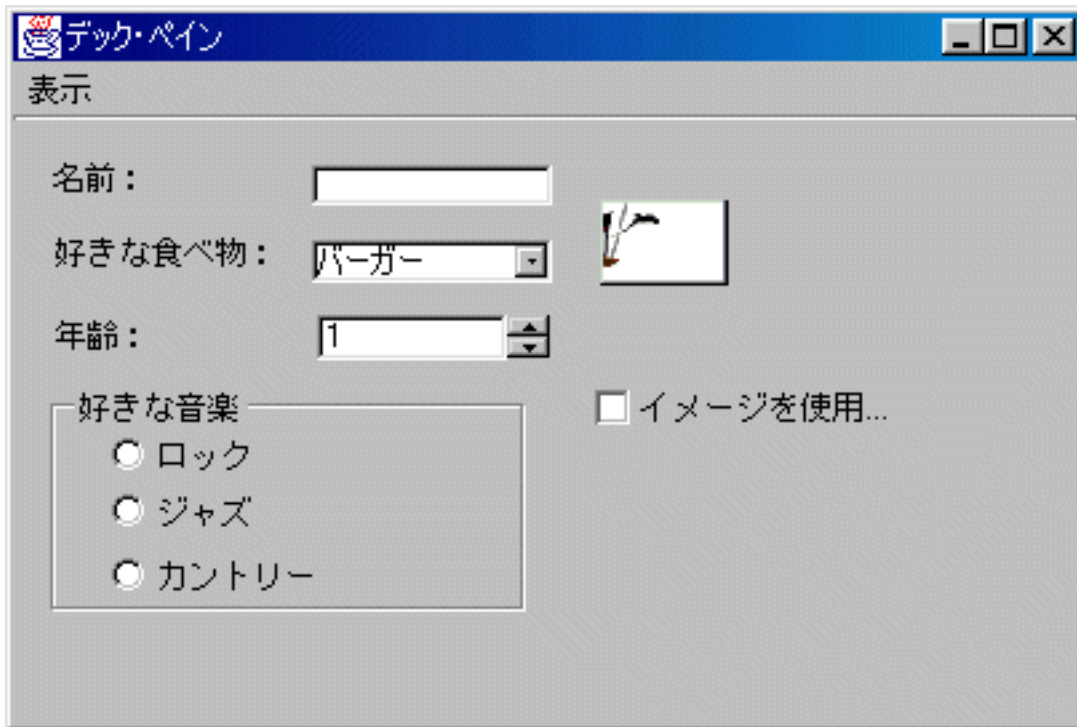 デック・ペイン
表示
名前：
好きな食べ物： バーガー
年齢： 1
好きな音楽
ロック
ジャズ
カントリー
イメージを使用...